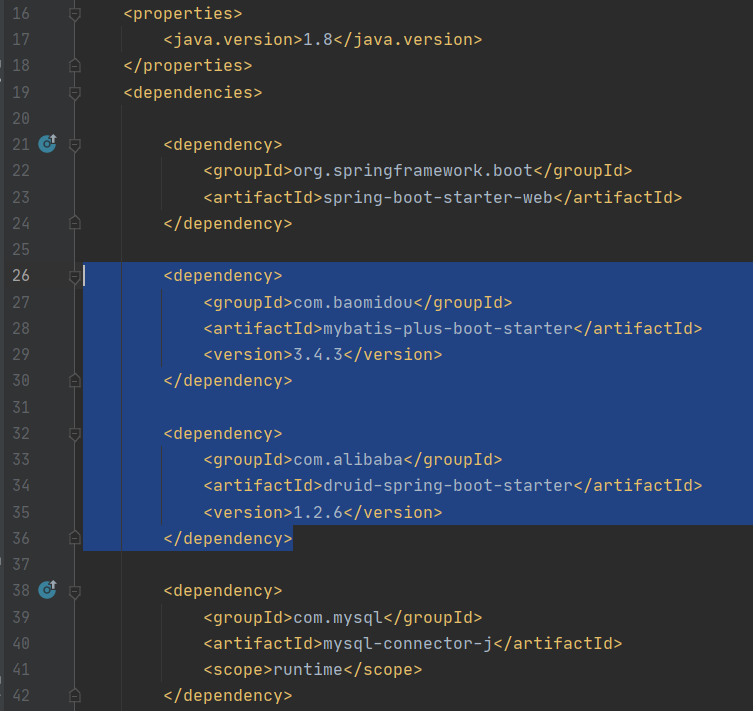 16 <properties>
17 <java.version>1.8</java.version>
18 </properties>
19 <dependencies>
20
21 <dependency>
22 <groupId>org.springframework.boot</groupId>
23 <artifactId>spring-boot-starter-web</artifactId>
24 </dependency>
25
26 <dependency>
27 <groupId>com.baomidou</groupId>
28 <artifactId>mybatis-plus-boot-starter</artifactId>
29 <version>3.4.3</version>
30 </dependency>
31
32 <dependency>
33 <groupId>com.alibaba</groupId>
34 <artifactId>druid-spring-boot-starter</artifactId>
35 <version>1.2.6</version>
36 </dependency>
37
38 <dependency>
39 <groupId>com.mysql</groupId>
40 <artifactId>mysql-connector-j</artifactId>
41 <scope>runtime</scope>
42 </dependency>